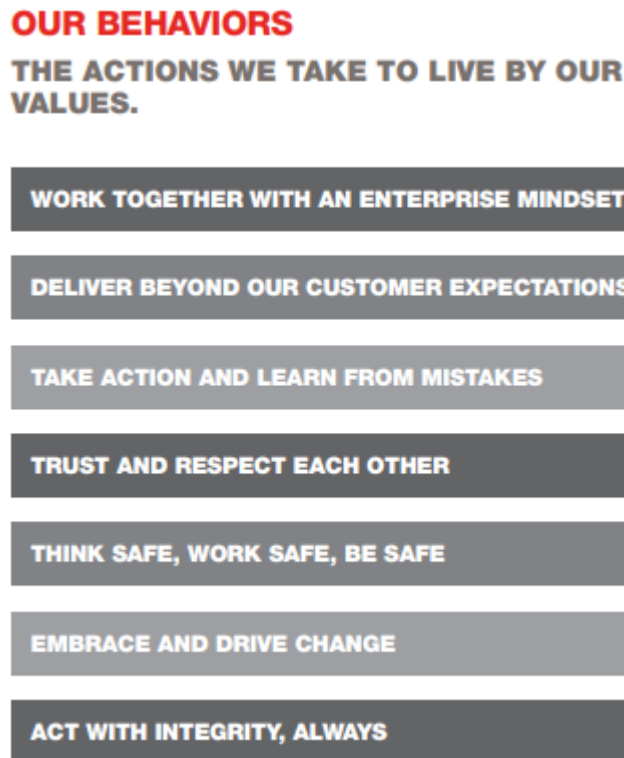 OUR BEHAVIORS
THE ACTIONS WE TAKE TO LIVE BY OUR
VALUES.
WORK TOGETHER WITH AN ENTERPRISE MINDSET
DELIVER BEYOND OUR CUSTOMER EXPECTATIONS
TAKE ACTION AND LEARN FROM MISTAKES
TRUST AND RESPECT EACH OTHER
THINK SAFE, WORK SAFE, BE SAFE
EMBRACE AND DRIVE CHANGE
ACT WITH INTEGRITY, ALWAYS